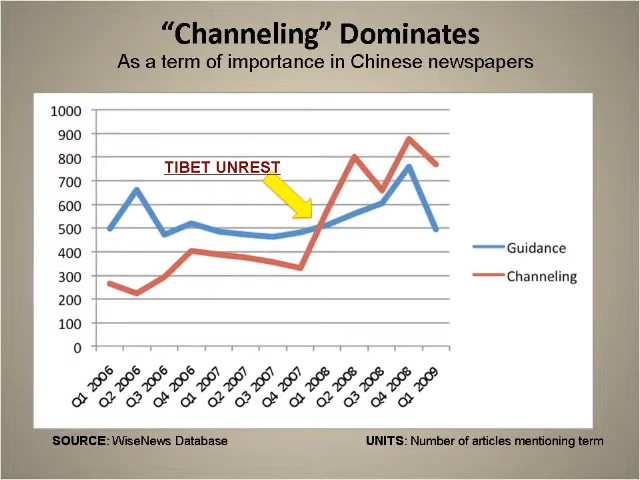 “Channeling” Dominates
As a term of importance in Chinese newspapers
1000
900
800
700
600
500
400
300
200
100
0
TIBET UNREST
Guidance
Channeling
Q1 2006
Q2 2006
Q3 2006
Q4 2006
Q1 2007
Q2 2007
Q3 2007
Q4 2007
Q1 2008
Q2 2008
Q3 2008
Q4 2008
Q1 2009
SOURCE: WiseNews Database
UNITS: Number of articles mentioning term